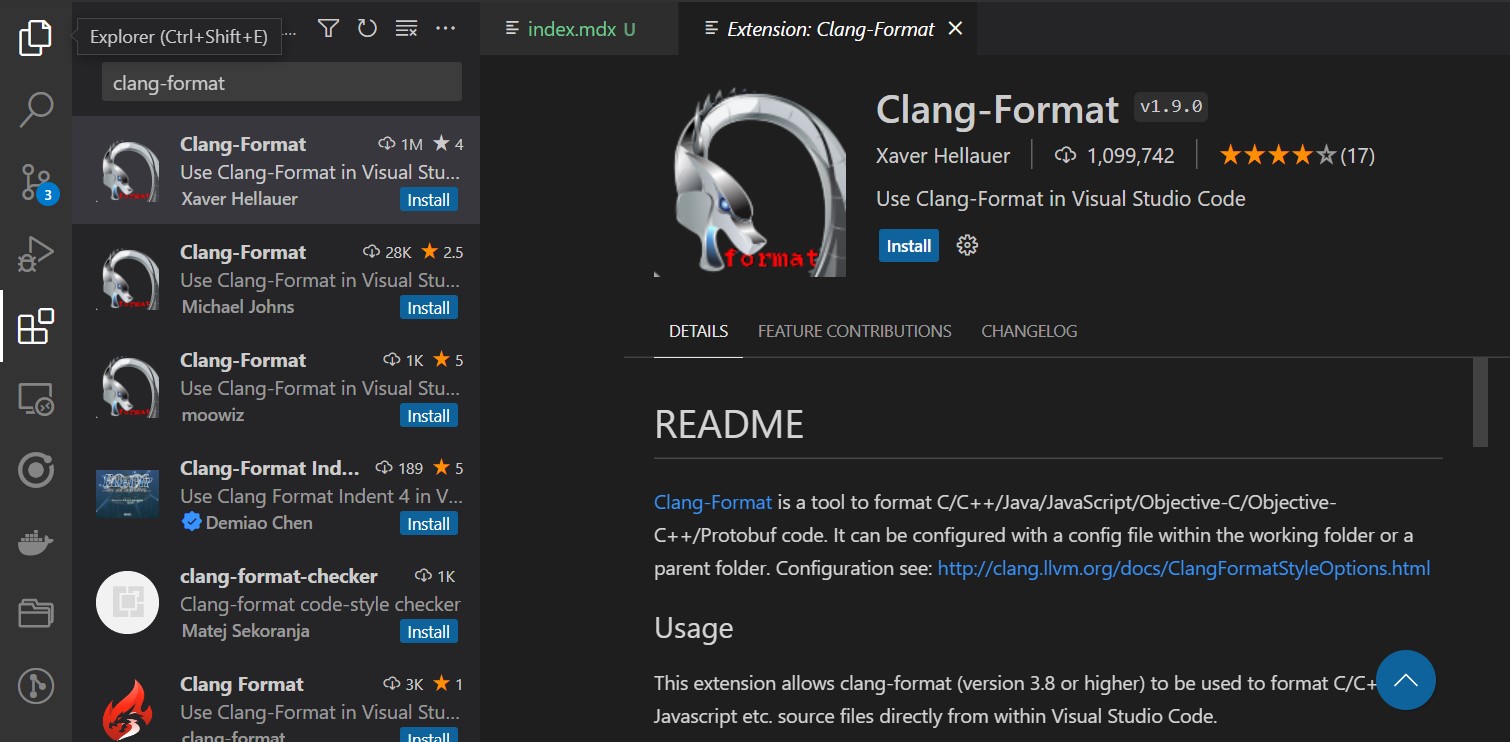 Explorer (Ctrl+Shift+E)
...
clang-format
3
Clang-Format 1M 4
Use Clang-Format in Visual Stu...
Xaver Hellauer Install
Clang-Format 28K 2.5
Use Clang-Format in Visual Stu...
Michael Johns Install
Clang-Format 1K 5
Use Clang-Format in Visual Stu...
moowiz Install
Clang-Format Ind... 189 5
Use Clang Format Indent 4 in V...
Demiao Chen Install
clang-format-checker 1K
Clang-format code-style checker
Matej Sekoranja Install
Clang Format 3K 1
Use Clang-Format in Visual Stu...
clang-format Install
index.mdx U
Extension: Clang-Format
format
Clang-Format v1.9.0
Xaver Hellauer 1,099,742 (17)
Use Clang-Format in Visual Studio Code
Install
DETAILS FEATURE CONTRIBUTIONS CHANGELOG
README
Clang-Format is a tool to format C/C++/Java/JavaScript/Objective-C/Objective-
C++/Protobuf code. It can be configured with a config file within the working folder or a
parent folder. Configuration see: http://clang.llvm.org/docs/ClangFormatStyleOptions.html
Usage
This extension allows clang-format (version 3.8 or higher) to be used to format C/C+
Javascript etc. source files directly from within Visual Studio Code.